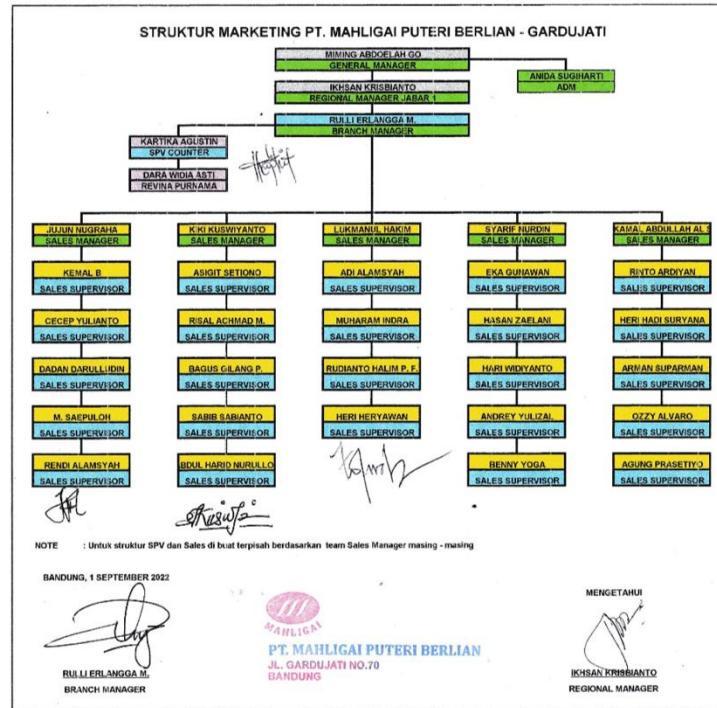 STRUKTUR MARKETING PT. MAHLIGAI PUTERI BERLIAN - GARDUJATI
MIMING ABDOELAH GO
GENERAL MANAGER
ANIDA SUGIHARTI
ADM
IKHSAN KRISBIANTO
REGIONAL MANAGER JABAR 1
RULLI ERLANGGA M.
BRANCH MANAGER
KARTIKA AGUSTIN
SPV COUNTER
DARA WIDIA ASTI
REVINA PURNAMA
JUJUN NUGRAHA
SALES MANAGER
KEMAL B
SALES SUPERVISOR
CECEP YULIANTO
SALES SUPERVISOR
DADAN DARULLUDIN
SALES SUPERVISOR
M. SAEPULOH
SALES SUPERVISOR
RENDI ALAMSYAH
SALES SUPERVISOR
KIKI KUSWIYANTO
SALES MANAGER
ASIGIT SETIONO
SALES SUPERVISOR
RISAL ACHMAD M.
SALES SUPERVISOR
BAGUS GILANG P.
SALES SUPERVISOR
SABIB SABIANTO
SALES SUPERVISOR
BDUL HARID NURULLO
SALES SUPERVISOR
LUKMANUL HAKIM
SALES MANAGER
ADI ALAMSYAH
SALES SUPERVISOR
MUHARAM INDRA
SALES SUPERVISOR
RUDIANTO HALIM P. F.
SALES SUPERVISOR
HERI HERYAWAN
SALES SUPERVISOR
SYARIF NURDIN
SALES MANAGER
EKA GUNAWAN
SALES SUPERVISOR
HASAN ZAELANI
SALES SUPERVISOR
HARI WIDIYANTO
SALES SUPERVISOR
ANDREY YULIZAL
SALES SUPERVISOR
BENNY YOGA
SALES SUPERVISOR
KAMAL ABDULLAH AL S
SALES MANAGER
RINTO ARDIYAN
SALES SUPERVISOR
HERI HADI SURYANA
SALES SUPERVISOR
ARMAN SUPARMAN
SALES SUPERVISOR
OZZY ALVARO
SALES SUPERVISOR
AGUNG PRASETIYO
SALES SUPERVISOR
NOTE : Untuk struktur SPV dan Sales di buat terpisah berdasarkan team Sales Manager masing - masing
BANDUNG, 1 SEPTEMBER 2022
RULLI ERLANGGA M.
BRANCH MANAGER
MAHLIGAI
PT. MAHLIGAI PUTERI BERLIAN
JL. GARDUJATI NO.70
BANDUNG
MENGETAHUI
IKHSAN KRISBIANTO
REGIONAL MANAGER